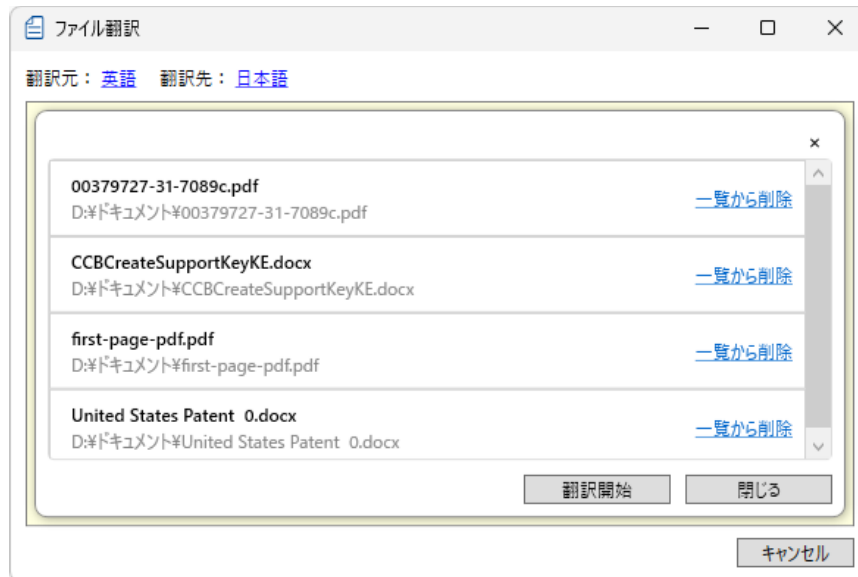 ファイル翻訳
翻訳元： 英語 翻訳先： 日本語
×
00379727-31-7089c.pdf
D:¥ドキュメント¥00379727-31-7089c.pdf
一覧から削除
CCBCreateSupportKeyKE.docx
D:¥ドキュメント¥CCBCreateSupportKeyKE.docx
一覧から削除
first-page-pdf.pdf
D:¥ドキュメント¥first-page-pdf.pdf
一覧から削除
United States Patent  0.docx
D:¥ドキュメント¥United States Patent  0.docx
一覧から削除
翻訳開始 閉じる
キャンセル